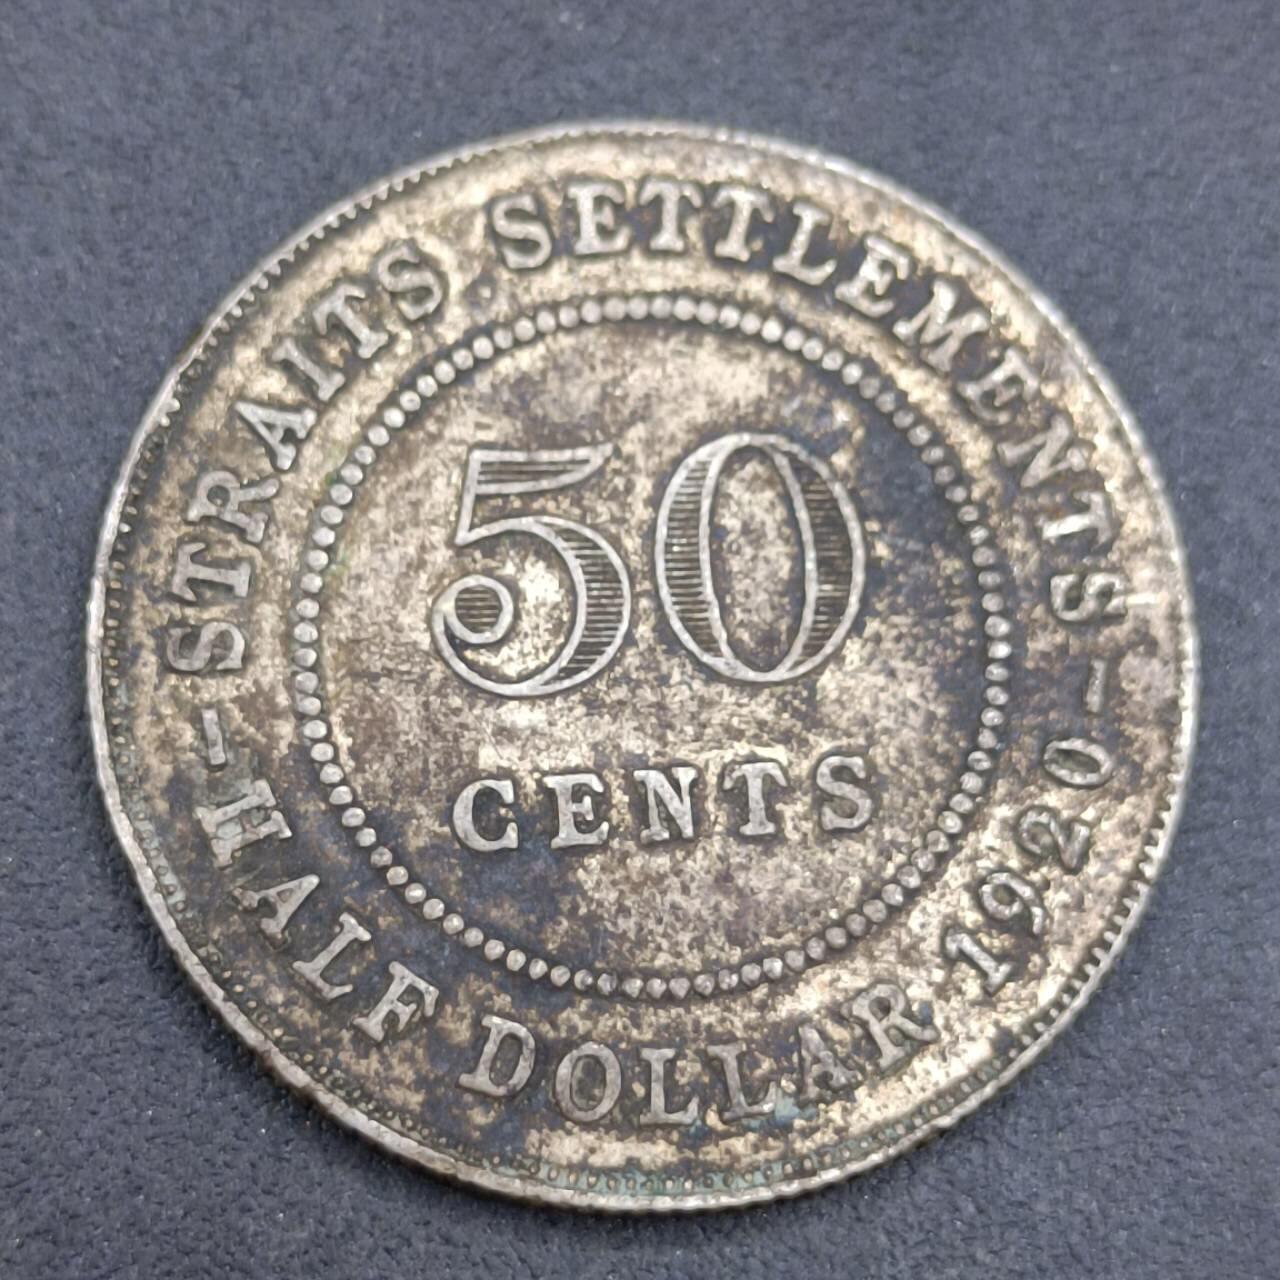 STRAITS SETTLEMENTS
50
CENTS
-HALF DOLLAR 1920-